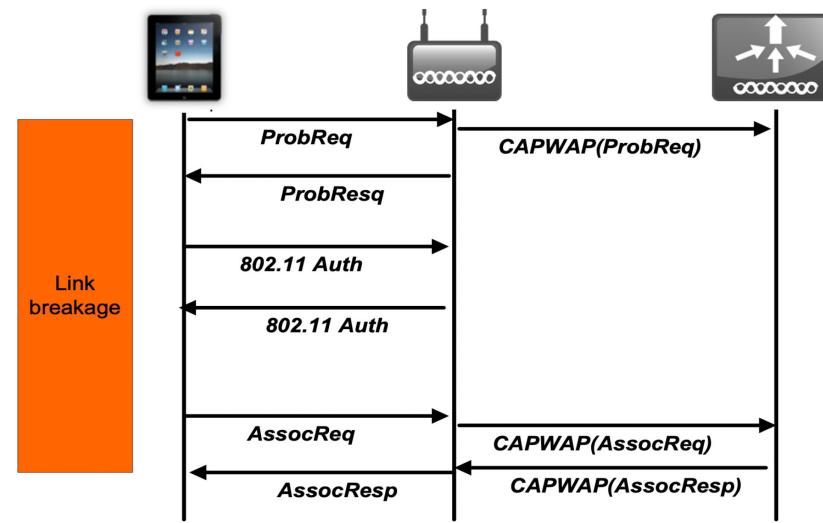 ProbReq
CAPWAP(ProbReq)
ProbResq
802.11 Auth
Link
breakage
802.11 Auth
AssocReq
CAPWAP(AssocReq)
AssocResp
CAPWAP(AssocResp)